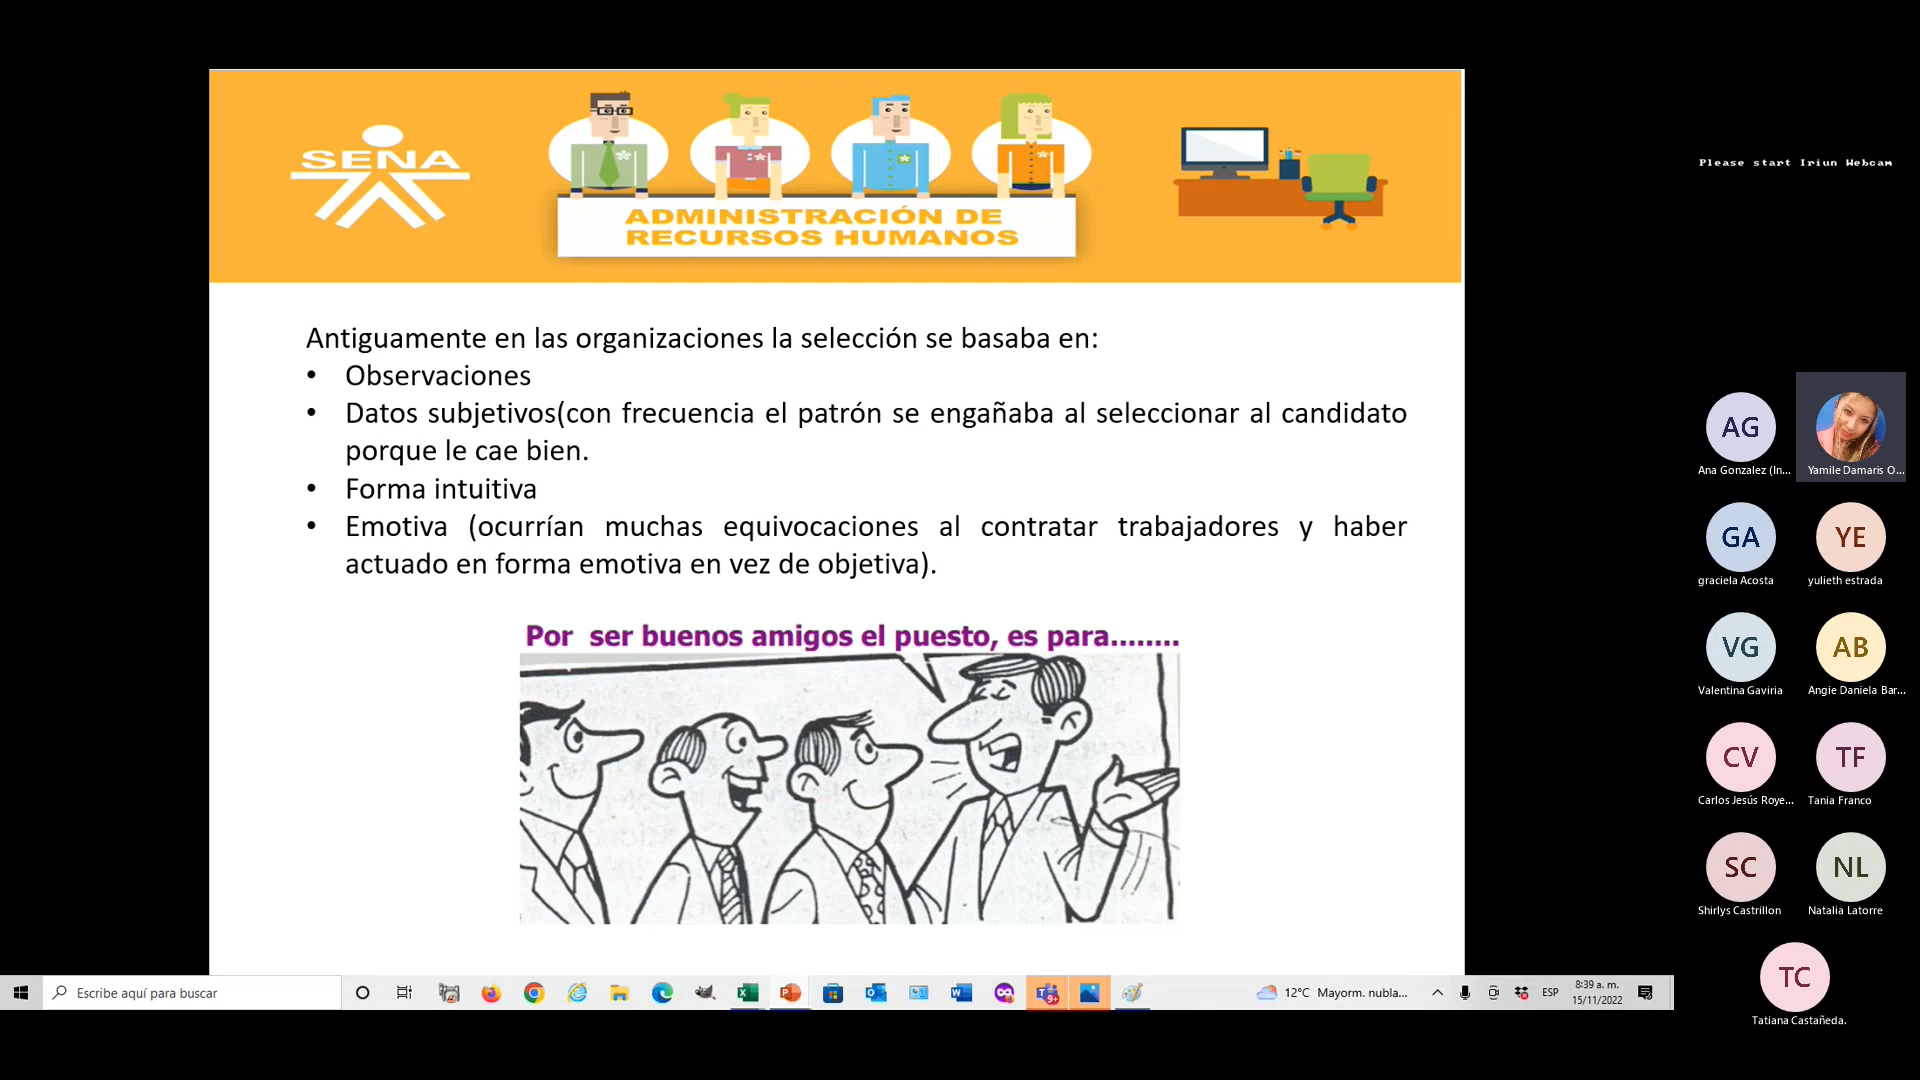 SENA
ADMINISTRACIÓN DE
RECURSOS HUMANOS
Antiguamente en las organizaciones la selección se basaba en:
• Observaciones
• Datos subjetivos(con frecuencia el patrón se engañaba al seleccionar al candidato
porque le cae bien.
• Forma intuitiva
• Emotiva (ocurrían muchas equivocaciones al contratar trabajadores y haber
actuado en forma emotiva en vez de objetiva).
Por ser buenos amigos el puesto, es para........
Please start Iriun Webcam
AG
Ana Gonzalez (In...
Yamile Damaris O...
GA
graciela Acosta
YE
yulieth estrada
VG
Valentina Gaviria
AB
Angie Daniela Bar...
CV
Carlos Jesús Roye...
TF
Tania Franco
SC
Shirlys Castrillon
NL
Natalia Latorre
TC
Tatiana Castañeda.
Escribe aquí para buscar
9+
12°C Mayorm. nubla...
ESP
8:39 a. m.
15/11/2022